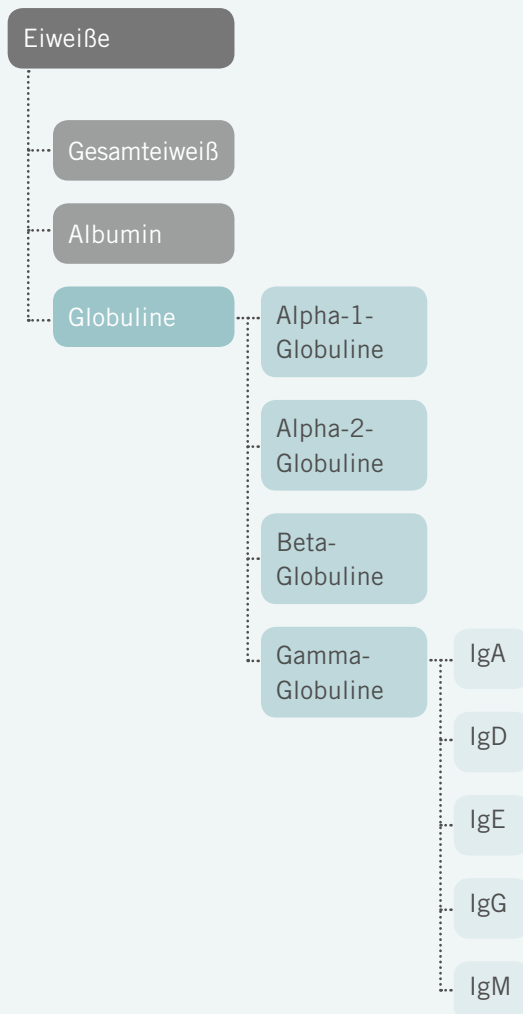 Eiweiße
Gesamteiweiß
Albumin
Globuline
Alpha-1-
Globuline
Alpha-2-
Globuline
Beta-
Globuline
Gamma-
Globuline
IgA
IgD
IgE
IgG
IgM